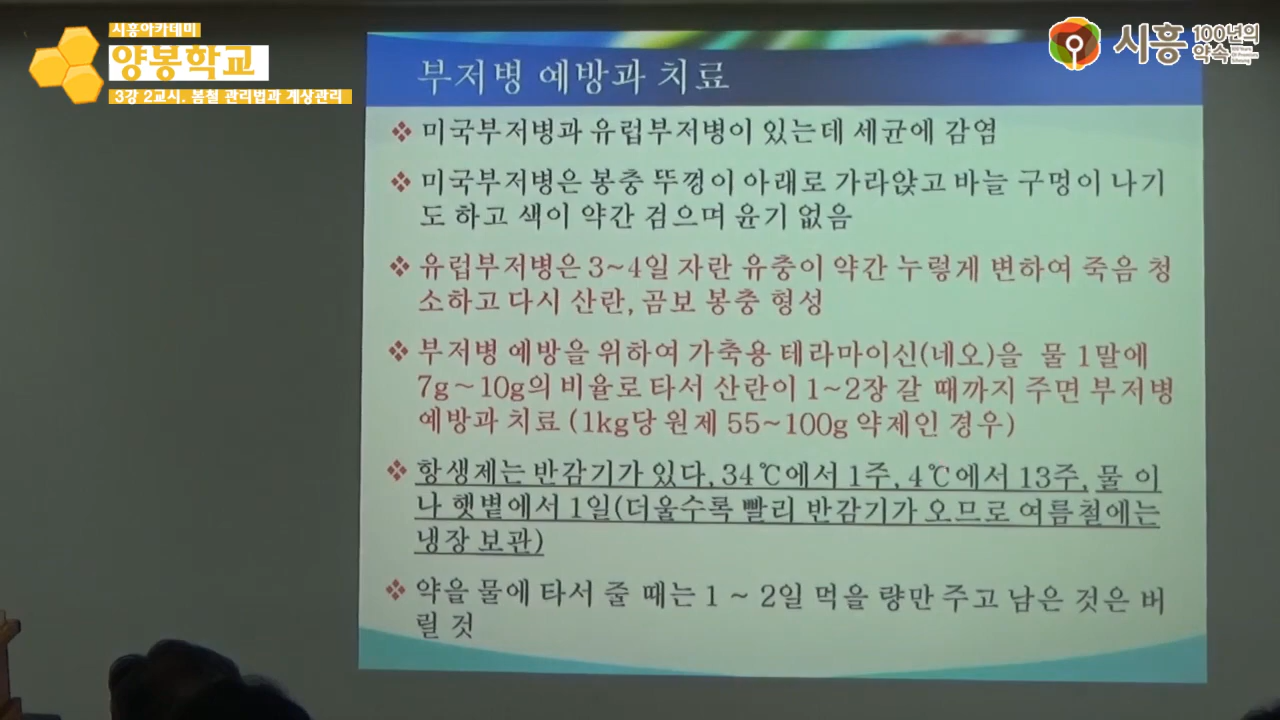 시흥아카데미
양봉학교
3강 2교시. 봄철 관리법과 계상관리
시흥 100년의
약속
부저병 예방과 치료
❖ 미국부저병과 유럽부저병이 있는데 세균에 감염
❖ 미국부저병은 봉충 뚜껑이 아래로 가라앉고 바늘 구멍이 나기
도 하고 색이 약간 검으며 윤기 없음
❖ 유럽부저병은 3~4일 자란 유충이 약간 누렇게 변하여 죽음 청
소하고 다시 산란, 곰보 봉충 형성
❖ 부저병 예방을 위하여 가축용 테라마이신(네오)을 물 1말에
7g~10g의 비율로 타서 산란이 1~2장 갈 때까지 주면 부저병
예방과 치료 (1kg당 원제 55~100g 약제인 경우)
❖ 항생제는 반감기가 있다, 34℃에서 1주, 4℃에서 13주, 물 이
나 햇볕에서 1일(더울수록 빨리 반감기가 오므로 여름철에는
냉장 보관)
❖ 약을 물에 타서 줄 때는 1 ~ 2일 먹을 량만 주고 남은 것은 버
릴 것